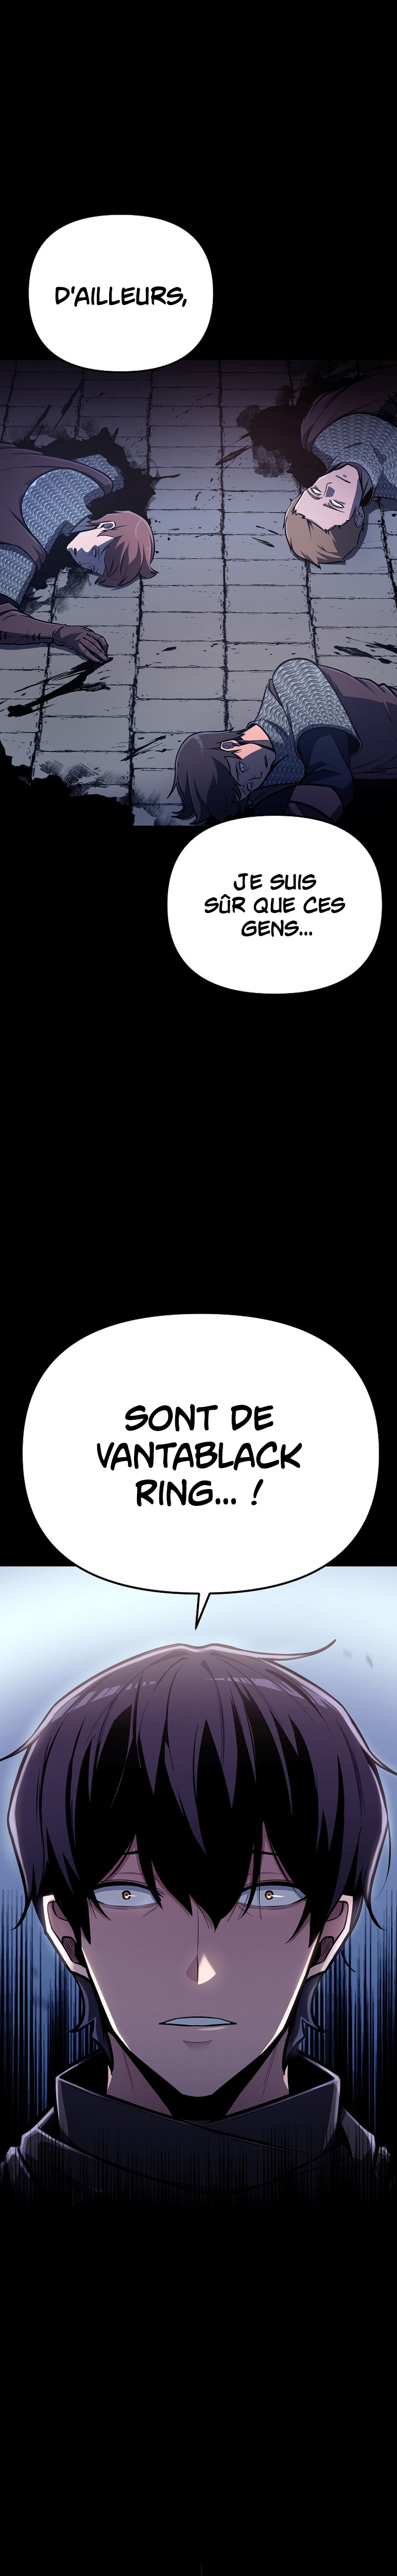 D'AILLEURS,
JE SUIS
SÛR QUE CES
GENS...
SONT DE
VANTABLACK
RING... !